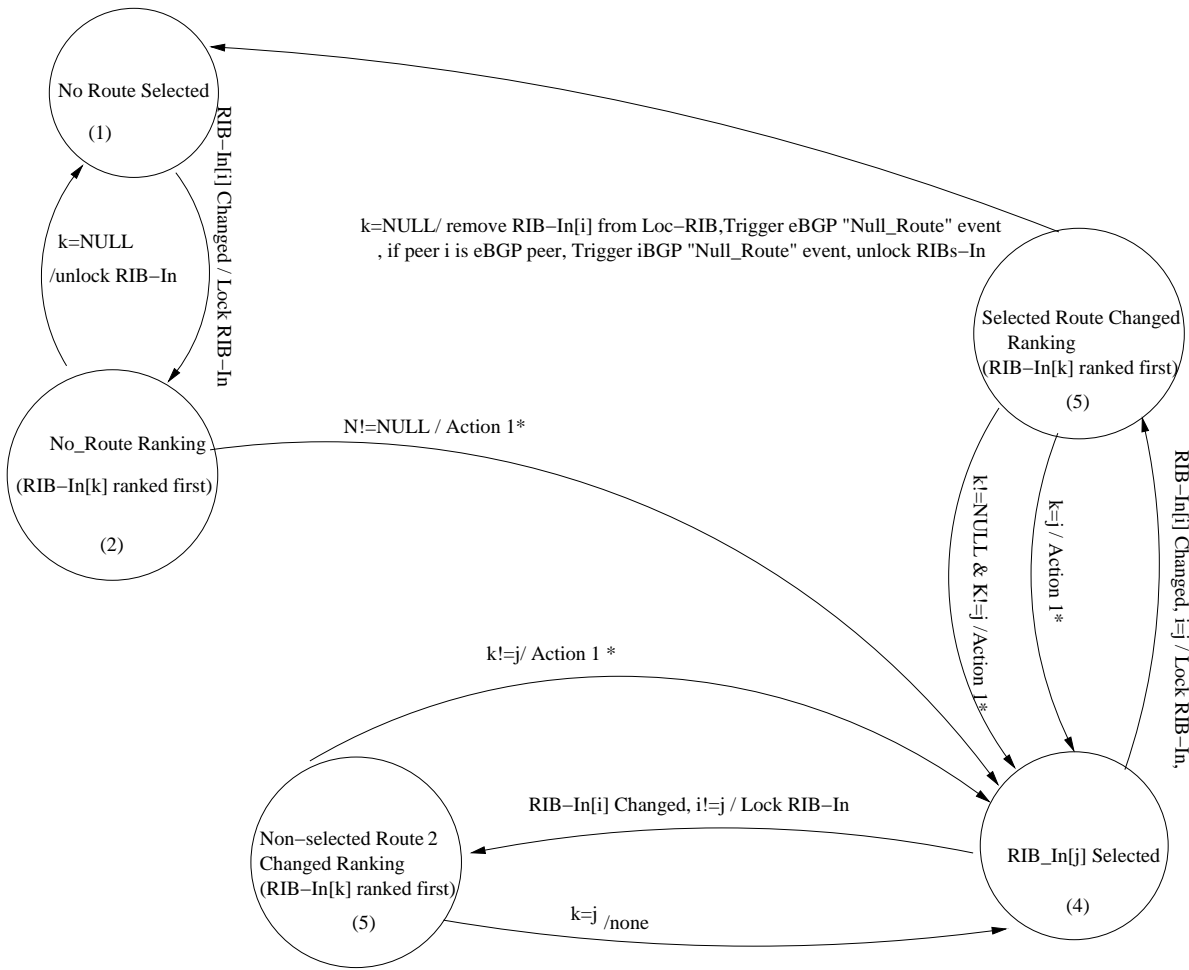 No Route Selected
(1)
RIB−In[i] Changed / Lock RIB−In
k=NULL
/unlock RIB−In
k=NULL/ remove RIB−In[i] from Loc−RIB,Trigger eBGP "Null_Route" event
, if peer i is eBGP peer, Trigger iBGP "Null_Route" event, unlock RIBs−In
Selected Route Changed
Ranking
(RIB−In[k] ranked first)
(5)
No_Route Ranking
(RIB−In[k] ranked first)
(2)
N!=NULL / Action 1*
k!=NULL & K!=j /Action 1*
k=j / Action 1*
RIB−In[i] Changed, i=j / Lock RIB−In,
k!=j/ Action 1 *
RIB−In[i] Changed, i!=j / Lock RIB−In
Non−selected Route 2
Changed Ranking
(RIB−In[k] ranked first)
(5)
RIB_In[j] Selected
(4)
k=j /none